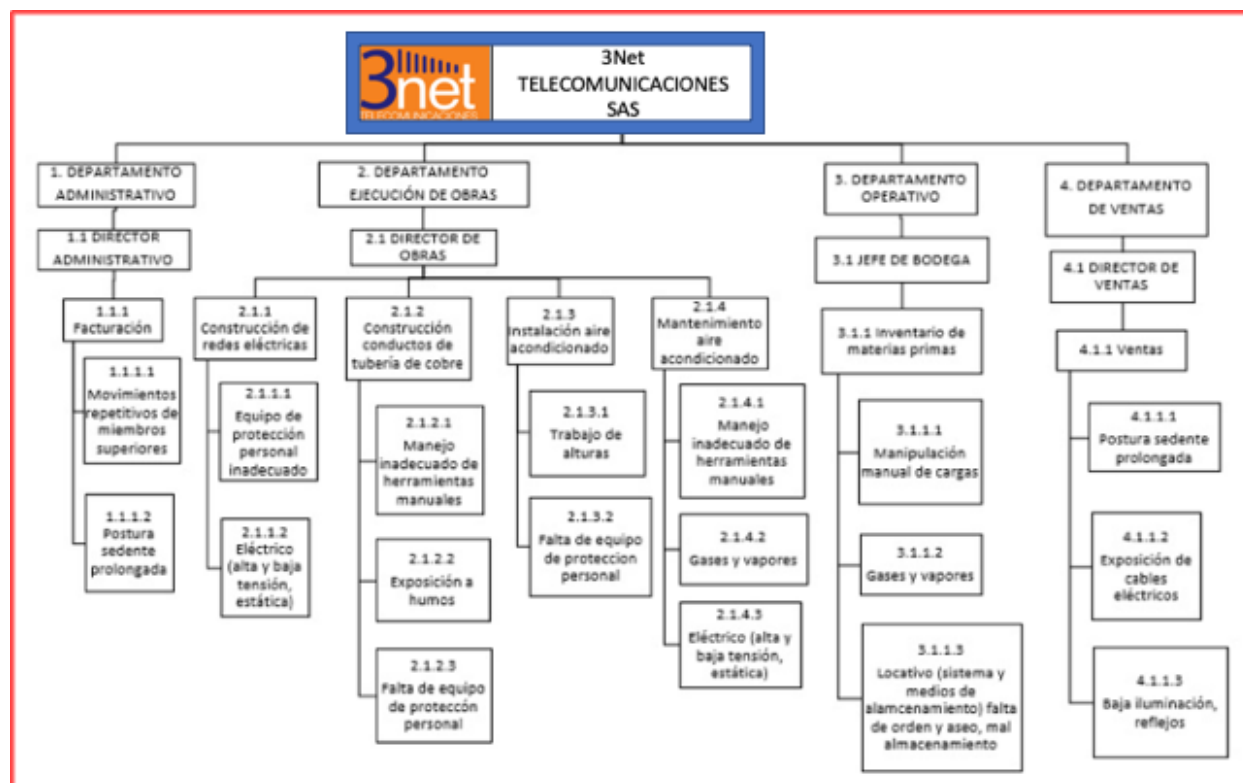 3net
TELECOMUNICACIONES
3Net
TELECOMUNICACIONES
SAS
1. DEPARTAMENTO
ADMINISTRATIVO
2. DEPARTAMENTO
EJECUCIÓN DE OBRAS
3. DEPARTAMENTO
OPERATIVO
4. DEPARTAMENTO
DE VENTAS
1.1 DIRECTOR
ADMINISTRATIVO
2.1 DIRECTOR DE
OBRAS
3.1 JEFE DE BODEGA
4.1 DIRECTOR DE
VENTAS
1.1.1
Facturación
2.1.1
Construcción de
redes eléctricas
2.1.2
Construcción
conductos de
tubería de cobre
2.1.3
Instalación aire
acondicionado
2.1.4
Mantenimiento
aire
acondicionado
3.1.1 Inventario de
materias primas
4.1.1 Ventas
1.1.1.1
Movimientos
repetitivos de
miembros
superiores
1.1.1.2
Postura
sedente
prolongada
2.1.1.1
Equipo de
protección
personal
inadecuado
2.1.1.2
Eléctrico
(alta y baja
tensión,
estática)
2.1.2.1
Manejo
inadecuado de
herramientas
manuales
2.1.2.2
Exposición a
humos
2.1.2.3
Falta de equipo
de proteccón
personal
2.1.3.1
Trabajo de
alturas
2.1.3.2
Falta de equipo
de proteccion
personal
2.1.4.1
Manejo
inadecuado de
herramientas
manuales
2.1.4.2
Gases y vapores
2.1.4.3
Eléctrico (alta y
baja tensión,
estática)
3.1.1.1
Manipulación
manual de cargas
3.1.1.2
Gases y vapores
3.1.1.3
Locativo (sistema y
medios de
alamcenamiento) falta
de orden y aseo, mal
almacenamiento
4.1.1.1
Postura sedente
prolongada
4.1.1.2
Exposición de
cables
eléctricos
4.1.1.3
Baja iluminación,
reflejos